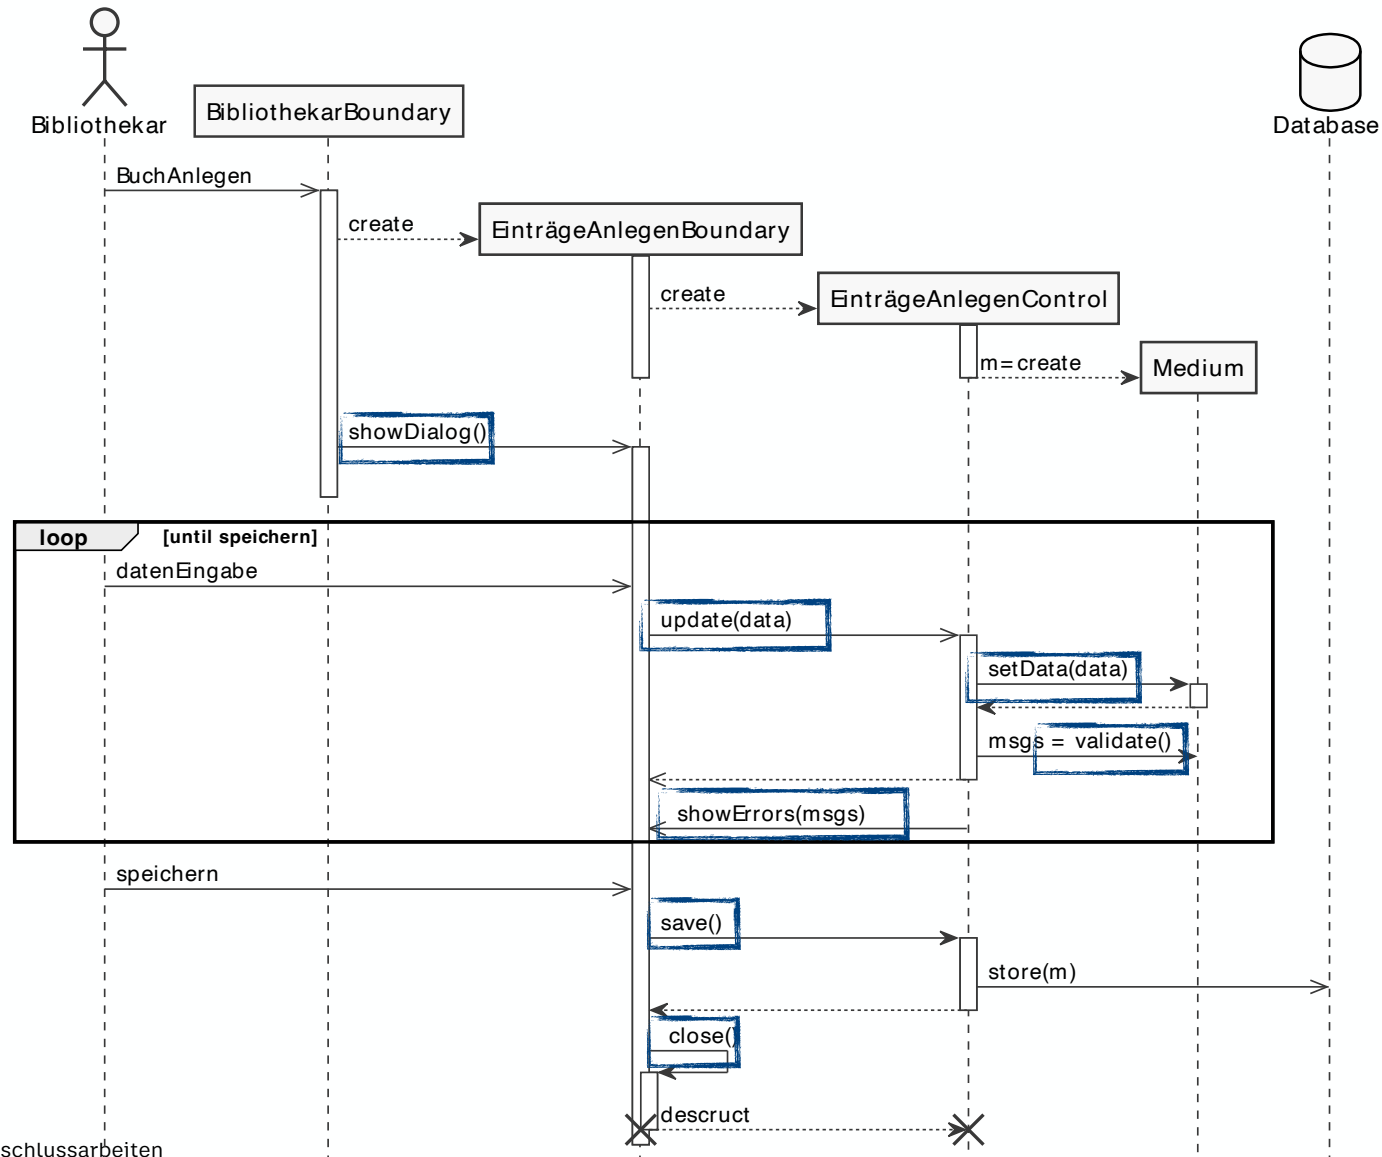 Bibliothekar
BibliothekarBoundary
Database
BuchAnlegen
create
EinträgeAnlegenBoundary
create
EinträgeAnlegenControl
m=create
Medium
showDialog()
loop
[until speichern]
datenEingabe
update(data)
setData(data)
msgs = validate()
showErrors(msgs)
speichern
save()
store(m)
close()
descruct
schlussarbeiten